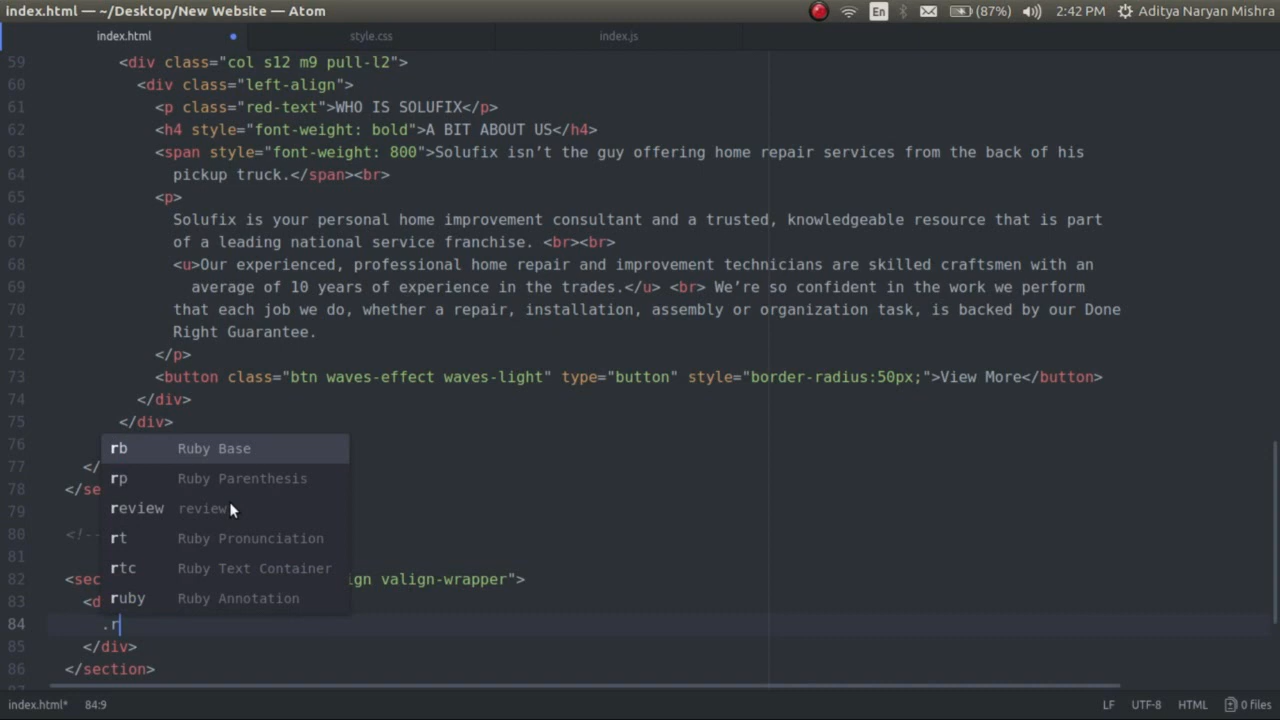 index.html — ~/Desktop/New Website — Atom En (87%) 2:42 PM Aditya Naryan Mishra
index.html style.css index.js
59 <div class="col s12 m9 pull-l2">
60 <div class="left-align">
61 <p class="red-text">WHO IS SOLUFIX</p>
62 <h4 style="font-weight: bold">A BIT ABOUT US</h4>
63 <span style="font-weight: 800">Solufix isn’t the guy offering home repair services from the back of his
64 pickup truck.</span><br>
65 <p>
66 Solufix is your personal home improvement consultant and a trusted, knowledgeable resource that is part
67 of a leading national service franchise. <br><br>
68 <u>Our experienced, professional home repair and improvement technicians are skilled craftsmen with an
69 average of 10 years of experience in the trades.</u> <br> We’re so confident in the work we perform
70 that each job we do, whether a repair, installation, assembly or organization task, is backed by our Done
71 Right Guarantee.
72 </p>
73 <button class="btn waves-effect waves-light" type="button" style="border-radius:50px;">View More</button>
74 </div>
75 </div>
76 rb Ruby Base
rp Ruby Parenthesis
77 </
78 </se
review review
79
80 <!--
rt Ruby Pronunciation
81
rtc Ruby Text Container
82 <sec ign valign-wrapper">
83 <d
ruby Ruby Annotation
84 .r
85 </div>
86 </section>
index.html* 84:9 LF UTF-8 HTML 0 files